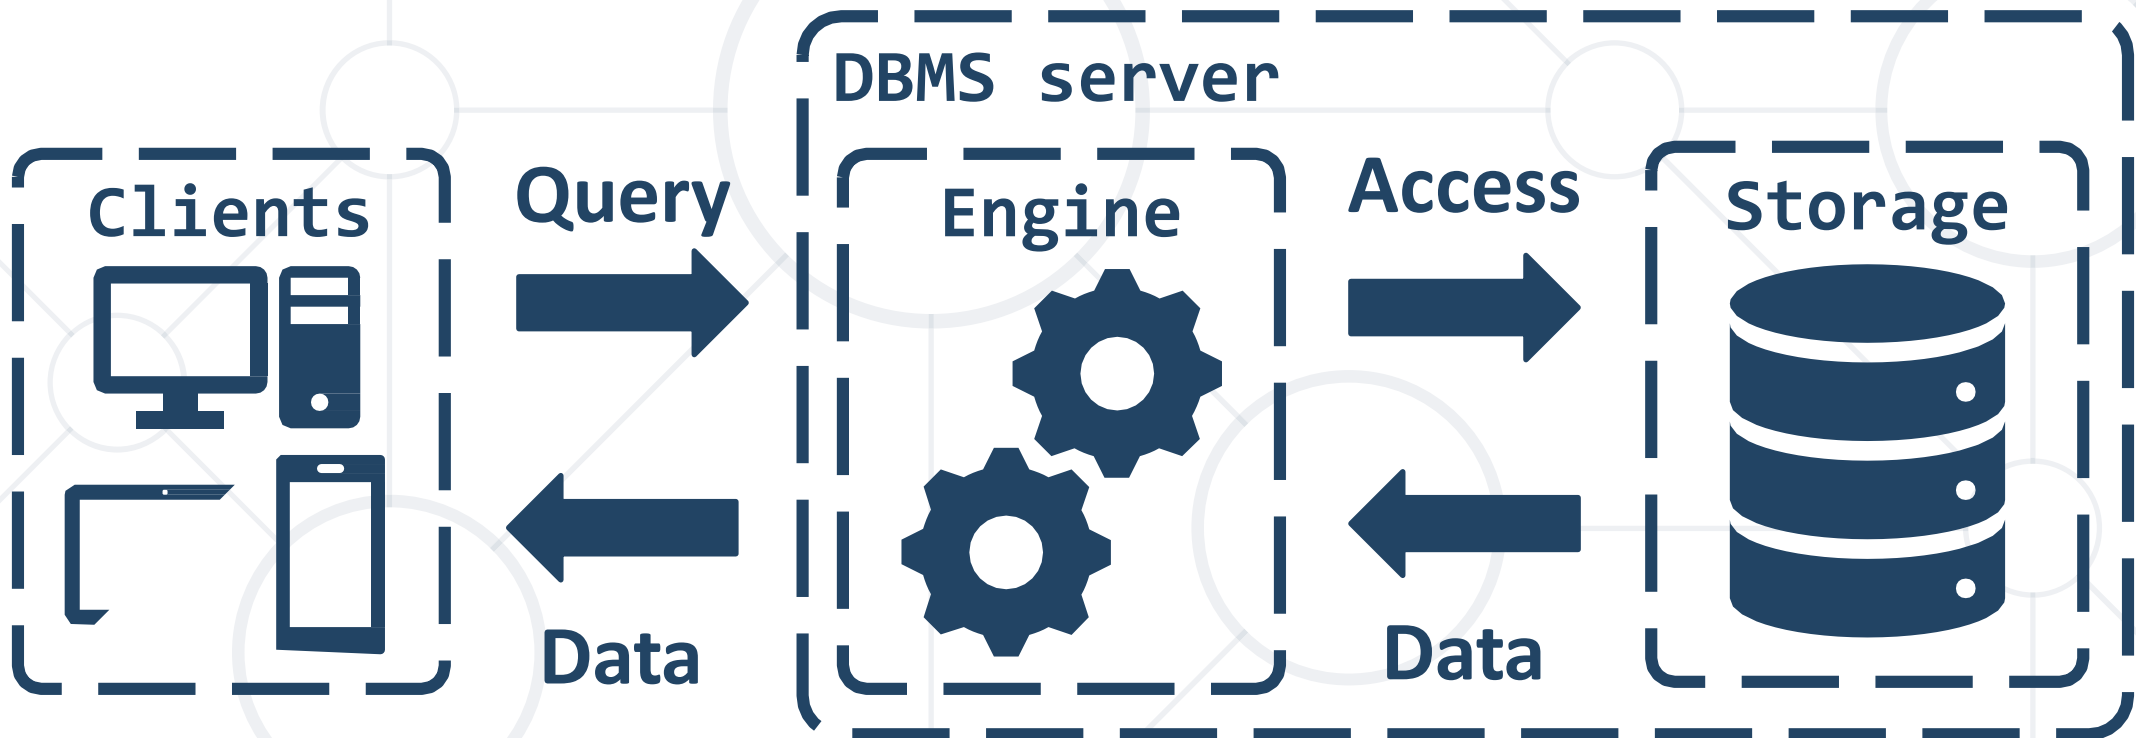 DBMS server
Clients
Query
Engine
Access
Storage
Data
Data